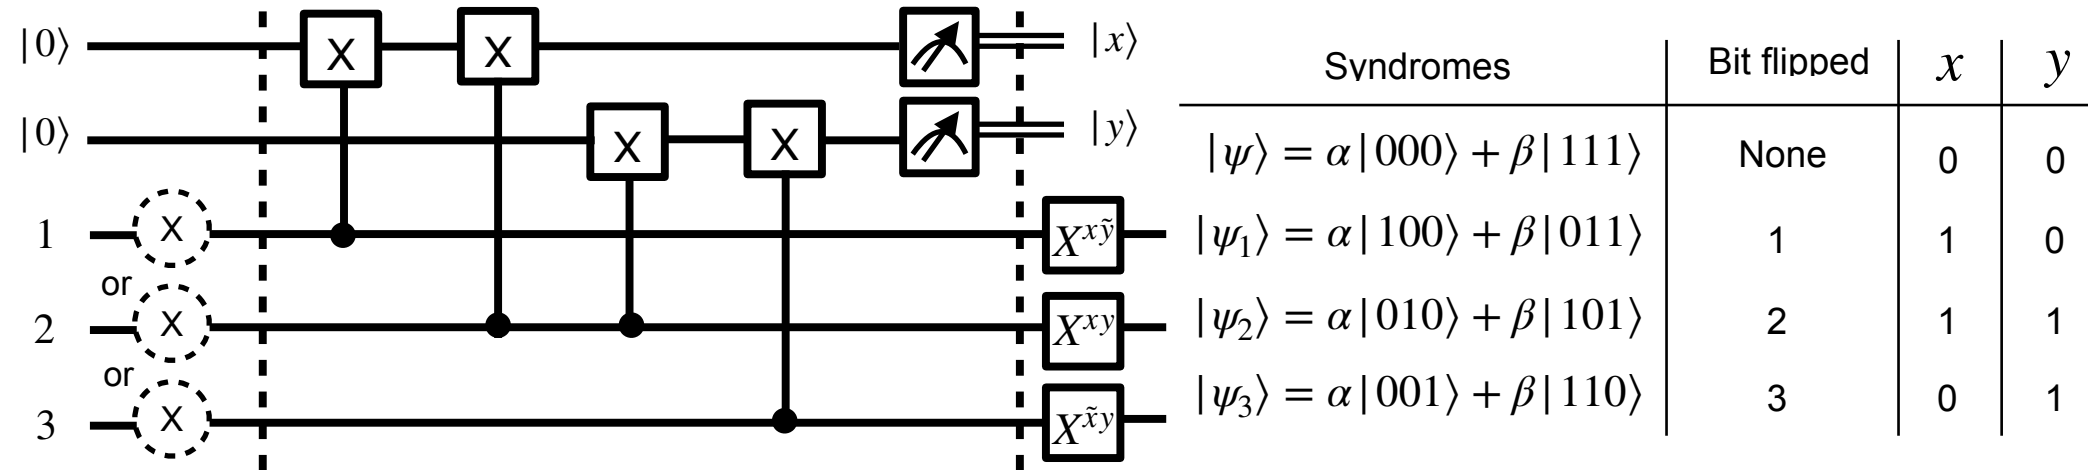 |0⟩ X X |x⟩
|0⟩ X X |y⟩
1 X X^{xỹ}
or
2 X X^{xy}
or
3 X X^{x̃y}
Syndromes Bit flipped x y
|ψ⟩ = α|000⟩ + β|111⟩ None 0 0
|ψ₁⟩ = α|100⟩ + β|011⟩ 1 1 0
|ψ₂⟩ = α|010⟩ + β|101⟩ 2 1 1
|ψ₃⟩ = α|001⟩ + β|110⟩ 3 0 1